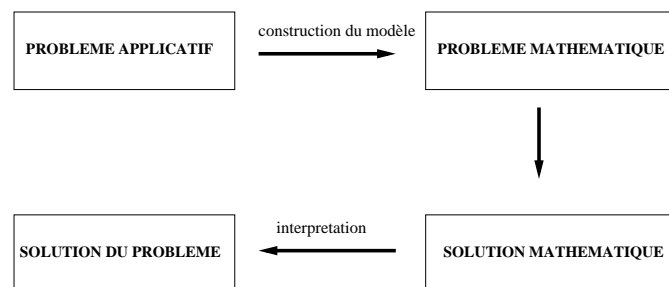 construction du modèle
PROBLEME APPLICATIF
PROBLEME MATHEMATIQUE
interpretation
SOLUTION DU PROBLEME
SOLUTION MATHEMATIQUE